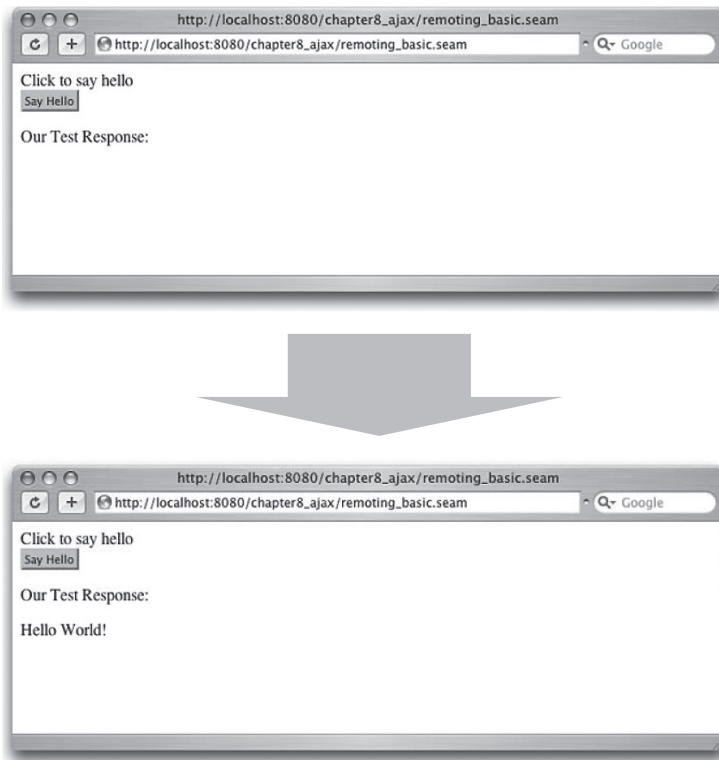 http://localhost:8080/chapter8_ajax/remoting_basic.seam
http://localhost:8080/chapter8_ajax/remoting_basic.seam
Google
Click to say hello
Say Hello
Our Test Response:
http://localhost:8080/chapter8_ajax/remoting_basic.seam
http://localhost:8080/chapter8_ajax/remoting_basic.seam
Google
Click to say hello
Say Hello
Our Test Response:
Hello World!